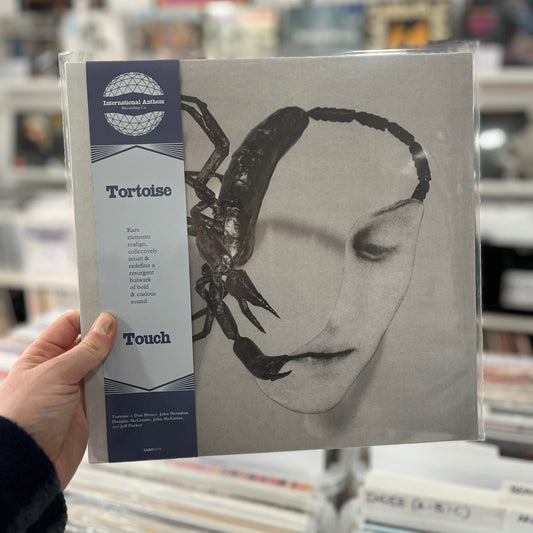 International Anthem
Recording Co.
Tortoise
Rare
elements
realign,
collectively
intuit &
redefine a
resurgent
bulwark
of bold
& curious
sound.
Touch
Tortoise is Dan Bitney, John Herndon,
Douglas McCombs, John McEntire,
and Jeff Parker